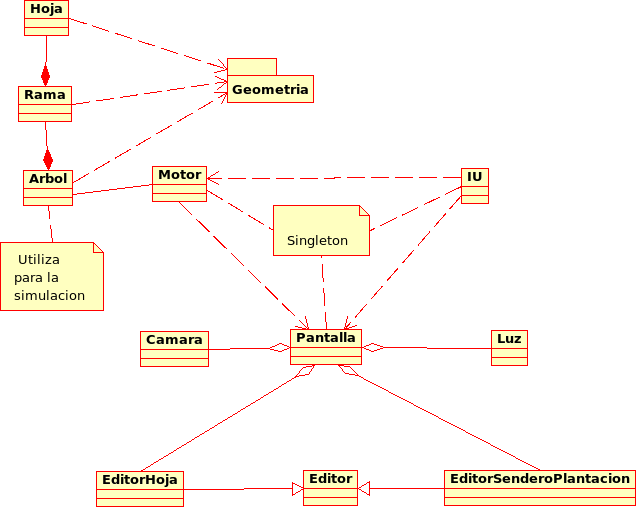 Hoja
Geometria
Rama
Arbol
Motor
IU
Singleton
Utiliza
para la
simulacion
Camara
Pantalla
Luz
EditorHoja
Editor
EditorSenderoPlantacion